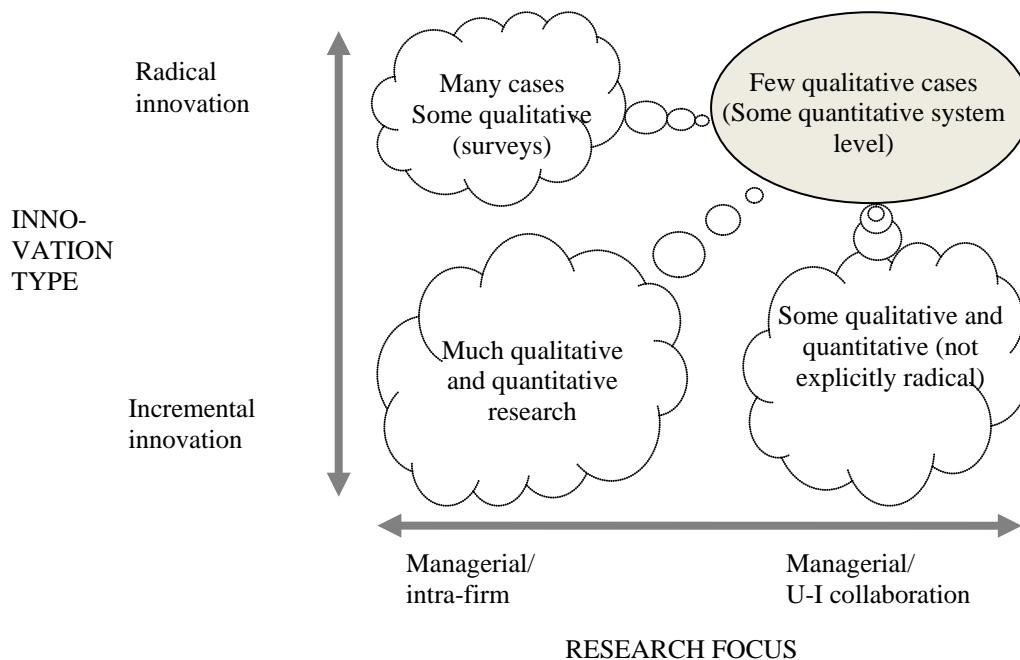 Radical
innovation
Many cases
Some qualitative
(surveys)
Few qualitative cases
(Some quantitative system
level)
INNO-
VATION
TYPE
Incremental
innovation
Much qualitative
and quantitative
research
Some qualitative and
quantitative (not
explicitly radical)
Managerial/
intra-firm
Managerial/
U-I collaboration
RESEARCH FOCUS